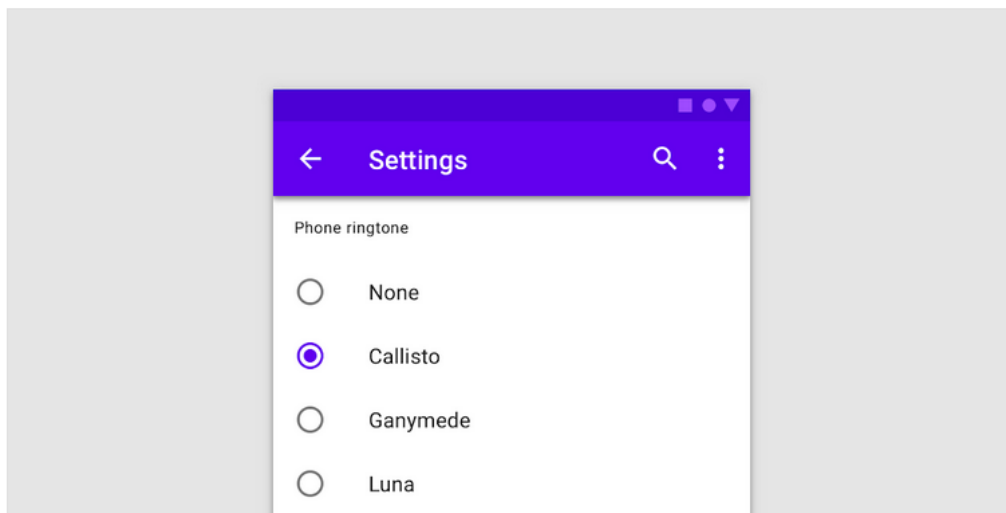 Settings
Phone ringtone
None
Callisto
Ganymede
Luna